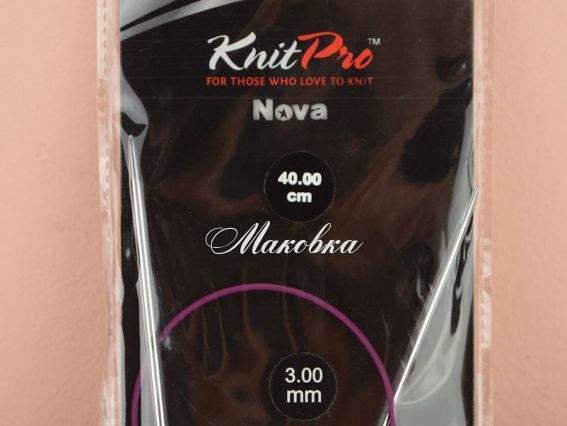 KnitPro™
FOR THOSE WHO LOVE TO KNIT
Nova
40.00
cm
Маковка
3.00
mm